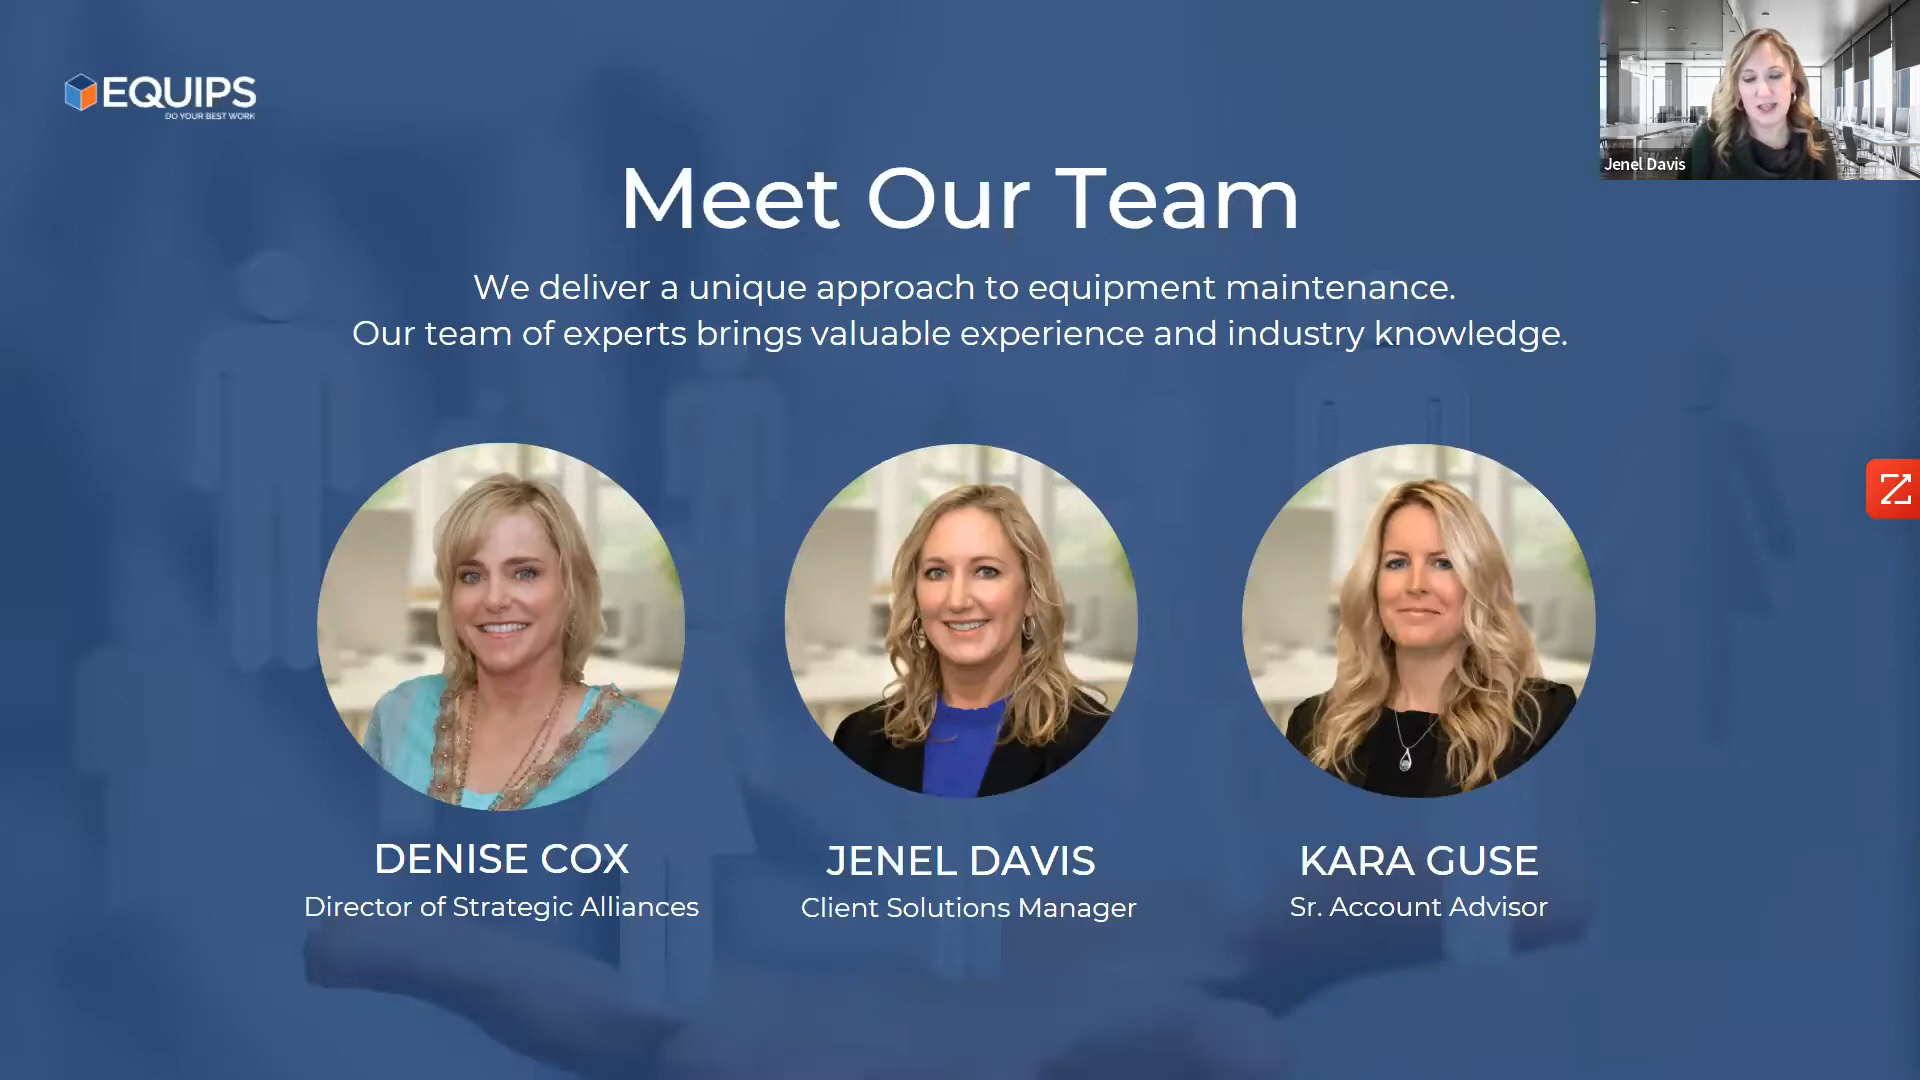 EQUIPS
DO YOUR BEST WORK
Jenel Davis
Meet Our Team
We deliver a unique approach to equipment maintenance.
Our team of experts brings valuable experience and industry knowledge.
DENISE COX
Director of Strategic Alliances
JENEL DAVIS
Client Solutions Manager
KARA GUSE
Sr. Account Advisor